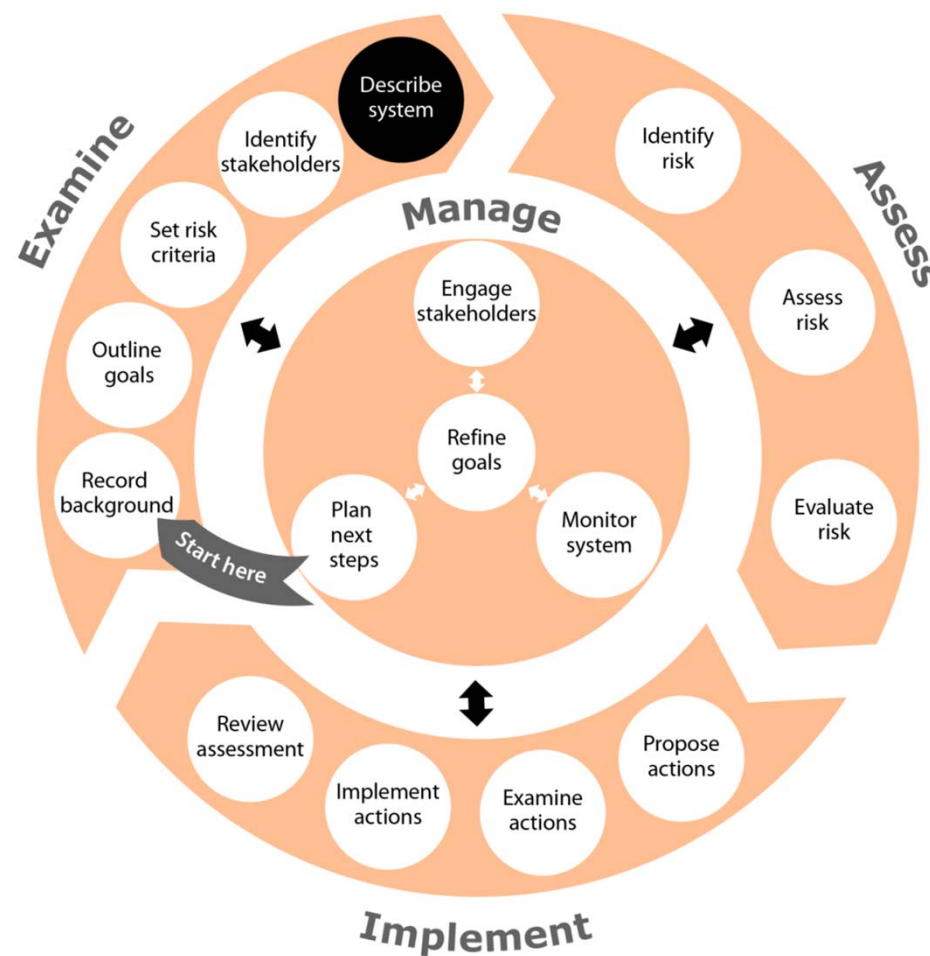 Examine
Describe
system
Identify
stakeholders
Set risk
criteria
Outline
goals
Record
background
Start here
Assess
Identify
risk
Assess
risk
Evaluate
risk
Manage
Engage
stakeholders
Refine
goals
Plan
next
steps
Monitor
system
Propose
actions
Examine
actions
Implement
actions
Review
assessment
Implement